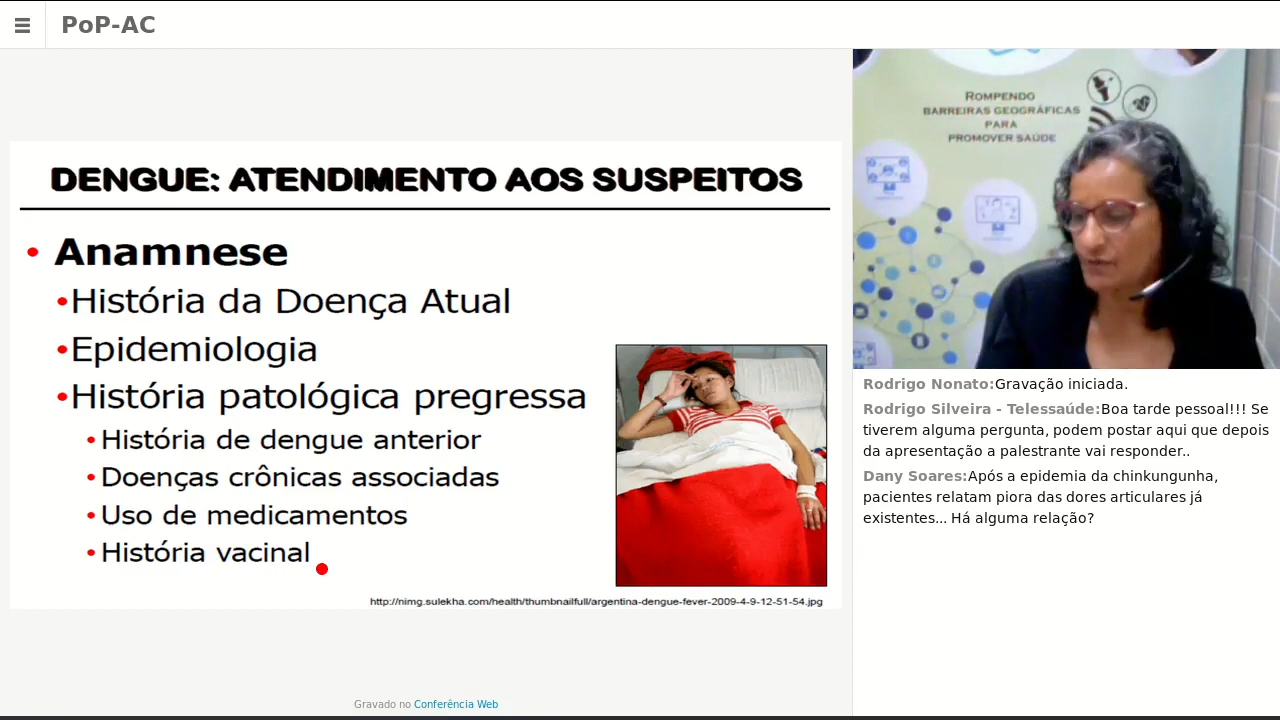 PoP-AC
DENGUE: ATENDIMENTO AOS SUSPEITOS
• Anamnese
•História da Doença Atual
•Epidemiologia
•História patológica pregressa
• História de dengue anterior
• Doenças crônicas associadas
• Uso de medicamentos
• História vacinal
http://nimg.sulekha.com/health/thumbnailfull/argentina-dengue-fever-2009-4-9-12-51-54.jpg
Gravado no Conferência Web
ROMPENDO
BARREIRAS GEOGRÁFICAS
PARA
PROMOVER SAÚDE
Rodrigo Nonato:Gravação iniciada.
Rodrigo Silveira - Telessaúde:Boa tarde pessoal!!! Se
tiverem alguma pergunta, podem postar aqui que depois
da apresentação a palestrante vai responder..
Dany Soares:Após a epidemia da chinkungunha,
pacientes relatam piora das dores articulares já
existentes... Há alguma relação?